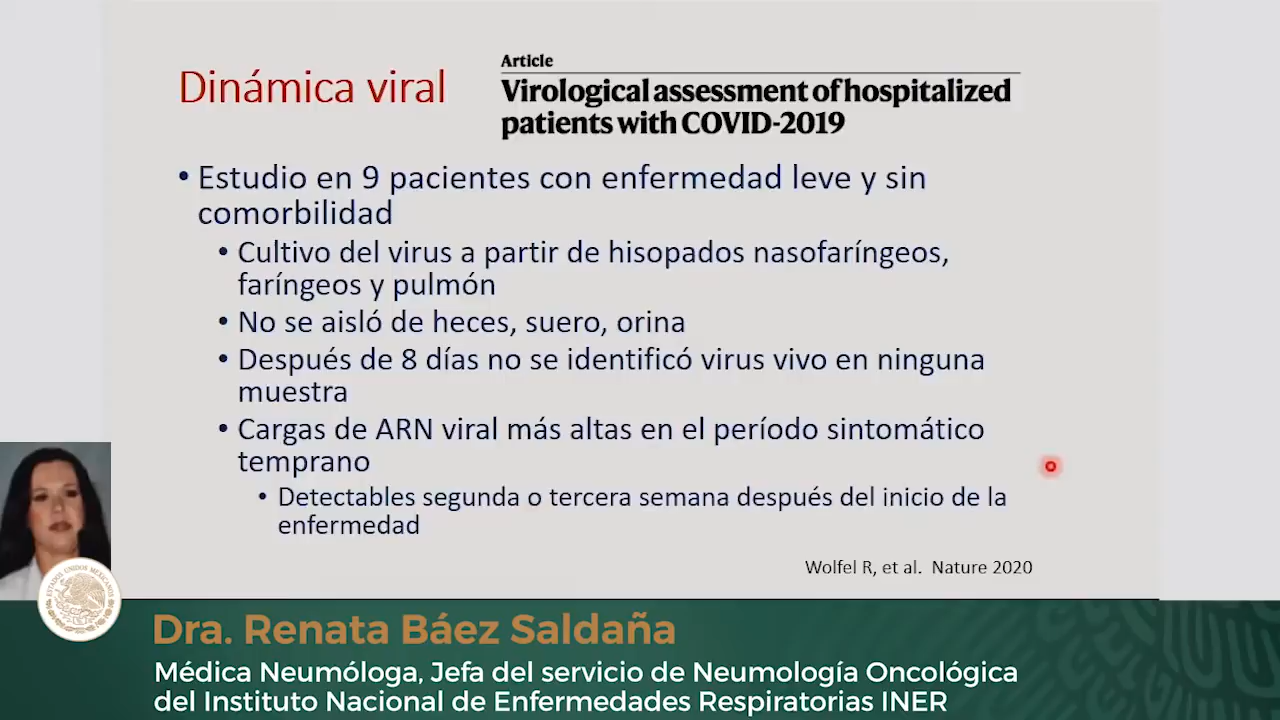 Dinámica viral
Article
Virological assessment of hospitalized
patients with COVID-2019
• Estudio en 9 pacientes con enfermedad leve y sin
comorbilidad
• Cultivo del virus a partir de hisopados nasofaríngeos,
faríngeos y pulmón
• No se aisló de heces, suero, orina
• Después de 8 días no se identificó virus vivo en ninguna
muestra
• Cargas de ARN viral más altas en el período sintomático
temprano
• Detectables segunda o tercera semana después del inicio de la
enfermedad
Wolfel R, et al. Nature 2020
ESTADOS UNIDOS MEXICANOS
Dra. Renata Báez Saldaña
Médica Neumóloga, Jefa del servicio de Neumología Oncológica
del Instituto Nacional de Enfermedades Respiratorias INER